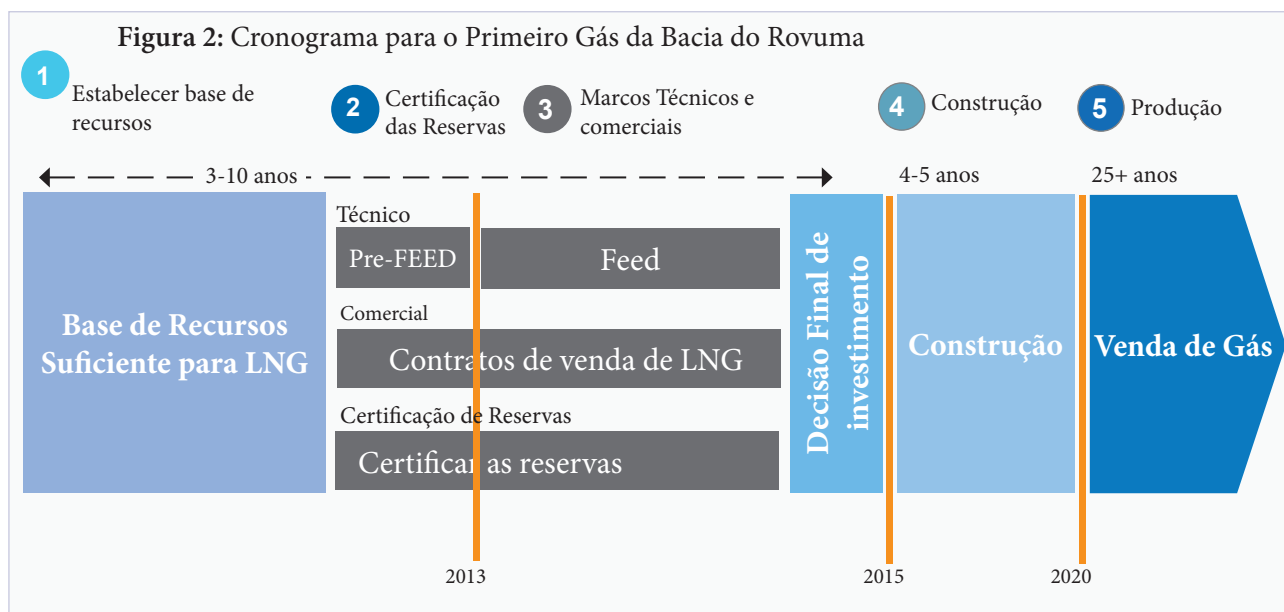 Figura 2: Cronograma para o Primeiro Gás da Bacia do Rovuma
1
Estabelecer base de
recursos
2
Certificação
das Reservas
3
Marcos Técnicos e
comerciais
4
Construção
5
Produção
3-10 anos
4-5 anos
25+ anos
Base de Recursos
Suficiente para LNG
Técnico
Pre-FEED
Feed
Comercial
Contratos de venda de LNG
Certificação de Reservas
Certificar as reservas
Decisão Final de
investimento
Construção
Venda de Gás
2013
2015
2020